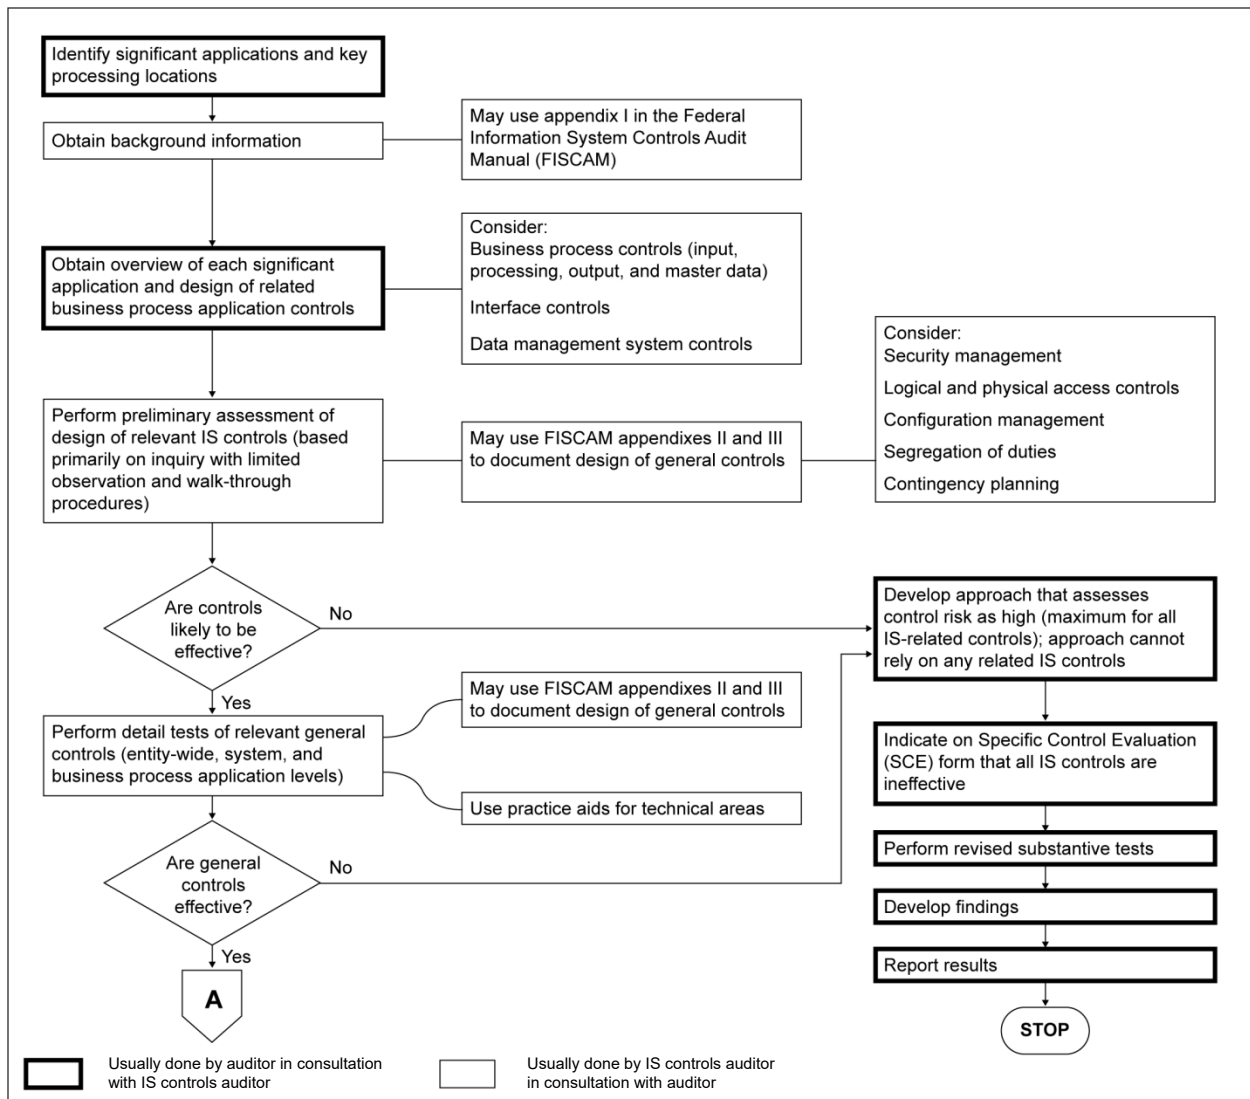 Identify significant applications and key
processing locations
Obtain background information
May use appendix I in the Federal
Information System Controls Audit
Manual (FISCAM)
Obtain overview of each significant
application and design of related
business process application controls
Consider:
Business process controls (input,
processing, output, and master data)
Interface controls
Data management system controls
Perform preliminary assessment of
design of relevant IS controls (based
primarily on inquiry with limited
observation and walk-through
procedures)
May use FISCAM appendixes II and III
to document design of general controls
Consider:
Security management
Logical and physical access controls
Configuration management
Segregation of duties
Contingency planning
Are controls
likely to be
effective?
No
Yes
Develop approach that assesses
control risk as high (maximum for all
IS-related controls); approach cannot
rely on any related IS controls
Perform detail tests of relevant general
controls (entity-wide, system, and
business process application levels)
May use FISCAM appendixes II and III
to document design of general controls
Use practice aids for technical areas
Indicate on Specific Control Evaluation
(SCE) form that all IS controls are
ineffective
Are general
controls
effective?
No
Yes
A
Perform revised substantive tests
Develop findings
Report results
STOP
Usually done by auditor in consultation
with IS controls auditor
Usually done by IS controls auditor
in consultation with auditor